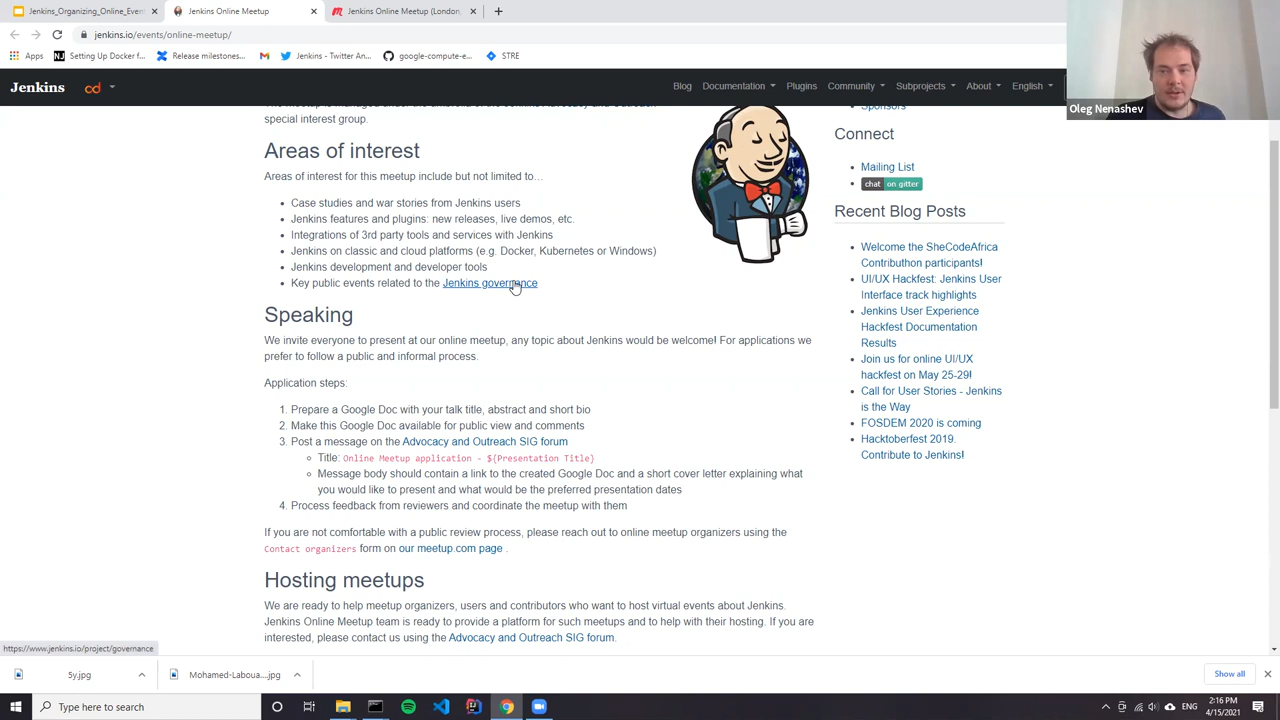 Jenkins_Organizing_Online_Even
Jenkins Online Meetup
Jenkins Online Meetup (London,
jenkins.io/events/online-meetup/
Apps
Setting Up Docker f...
Release milestones...
Jenkins - Twitter An...
google-compute-e...
STRE
Jenkins
Blog
Documentation
Plugins
Community
Subprojects
About
English
Oleg Nenashev
special interest group.
Areas of interest
Areas of interest for this meetup include but not limited to…
Case studies and war stories from Jenkins users
Jenkins features and plugins: new releases, live demos, etc.
Integrations of 3rd party tools and services with Jenkins
Jenkins on classic and cloud platforms (e.g. Docker, Kubernetes or Windows)
Jenkins development and developer tools
Key public events related to the Jenkins governance
Speaking
We invite everyone to present at our online meetup, any topic about Jenkins would be welcome! For applications we
prefer to follow a public and informal process.
Application steps:
1. Prepare a Google Doc with your talk title, abstract and short bio
2. Make this Google Doc available for public view and comments
3. Post a message on the Advocacy and Outreach SIG forum
Title: Online Meetup application - ${Presentation Title}
Message body should contain a link to the created Google Doc and a short cover letter explaining what
you would like to present and what would be the preferred presentation dates
4. Process feedback from reviewers and coordinate the meetup with them
If you are not comfortable with a public review process, please reach out to online meetup organizers using the
Contact organizers form on our meetup.com page .
Hosting meetups
We are ready to help meetup organizers, users and contributors who want to host virtual events about Jenkins.
Jenkins Online Meetup team is ready to provide a platform for such meetups and to help with their hosting. If you are
interested, please contact us using the Advocacy and Outreach SIG forum.
Sponsors
Connect
Mailing List
chat on gitter
Recent Blog Posts
Welcome the SheCodeAfrica
Contributhon participants!
UI/UX Hackfest: Jenkins User
Interface track highlights
Jenkins User Experience
Hackfest Documentation
Results
Join us for online UI/UX
hackfest on May 25-29!
Call for User Stories - Jenkins
is the Way
FOSDEM 2020 is coming
Hacktoberfest 2019.
Contribute to Jenkins!
https://www.jenkins.io/project/governance
5y.jpg
Mohamed-Laboua....jpg
Show all
Type here to search
ENG
2:16 PM
4/15/2021